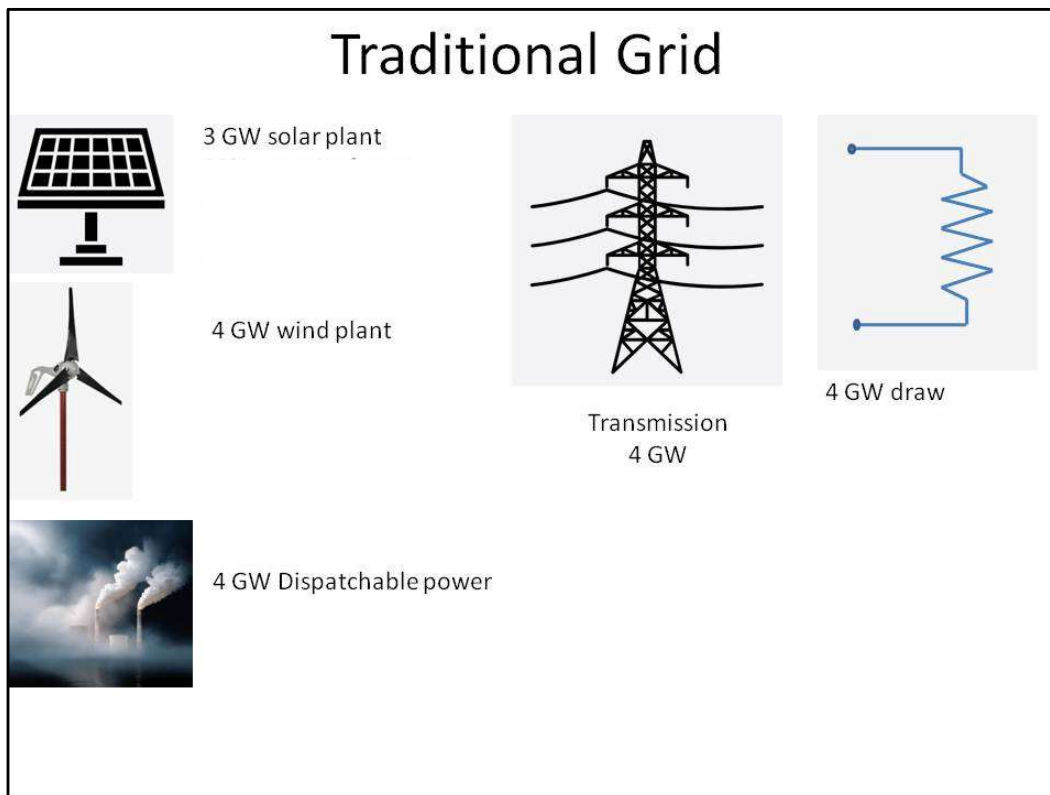 Traditional Grid
3 GW solar plant
4 GW wind plant
4 GW Dispatchable power
Transmission
4 GW
4 GW draw